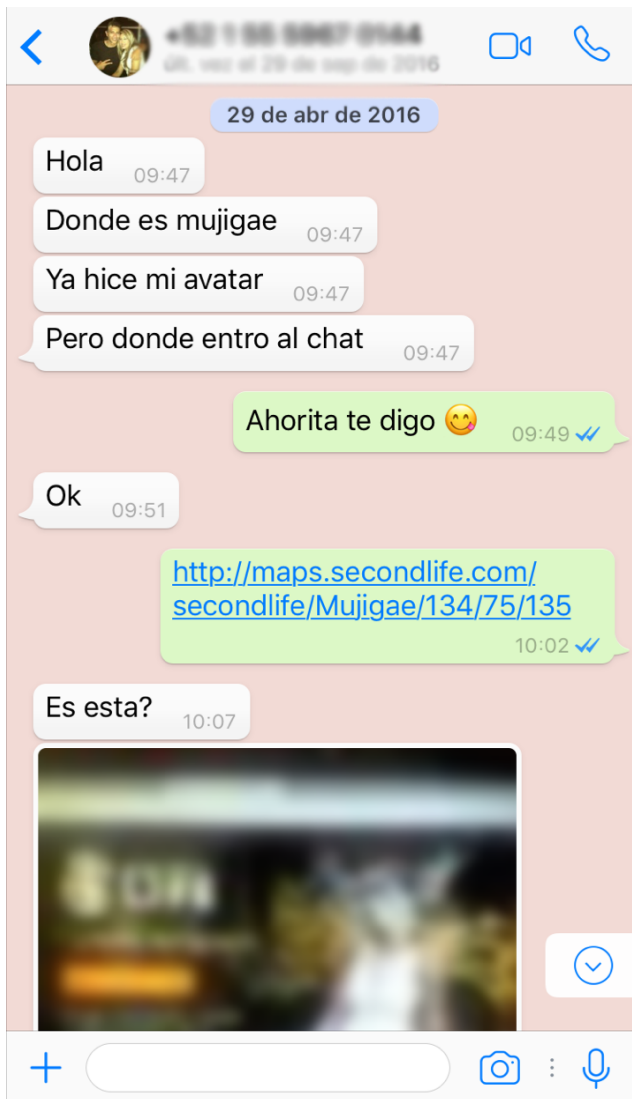 29 de abr de 2016
Hola 09:47
Donde es mujigae 09:47
Ya hice mi avatar 09:47
Pero donde entro al chat 09:47
Ahorita te digo 😋 09:49
Ok 09:51
http://maps.secondlife.com/
secondlife/Mujigae/134/75/135
10:02
Es esta? 10:07